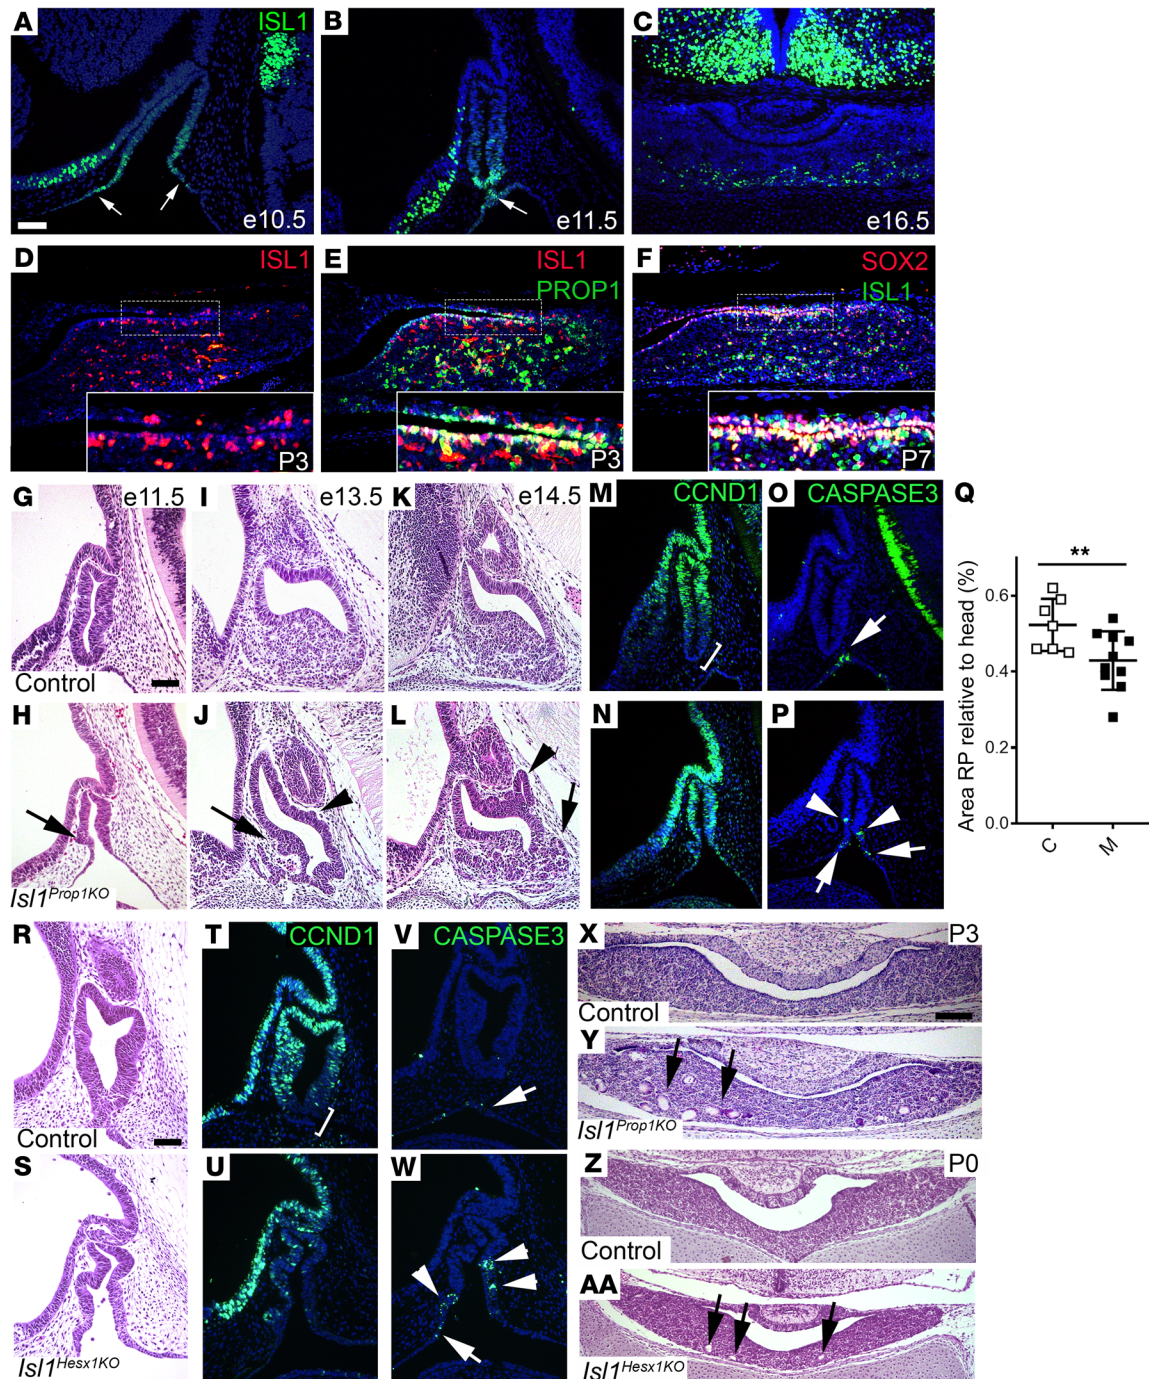 A
ISL1
e10.5
B
e11.5
C
e16.5
D
ISL1
P3
E
ISL1
PROP1
P3
F
SOX2
ISL1
P7
G
e11.5
Control
I
e13.5
K
e14.5
M
CCND1
O
CASPASE3
Q
Area RP relative to head (%)
**
0.6
0.4
0.2
0.0
C
M
H
Isl1Prop1KO
J
L
N
P
R
Control
T
CCND1
V
CASPASE3
X
P3
Control
Y
Isl1Prop1KO
S
Isl1Hesx1KO
U
W
Z
P0
Control
AA
Isl1Hesx1KO